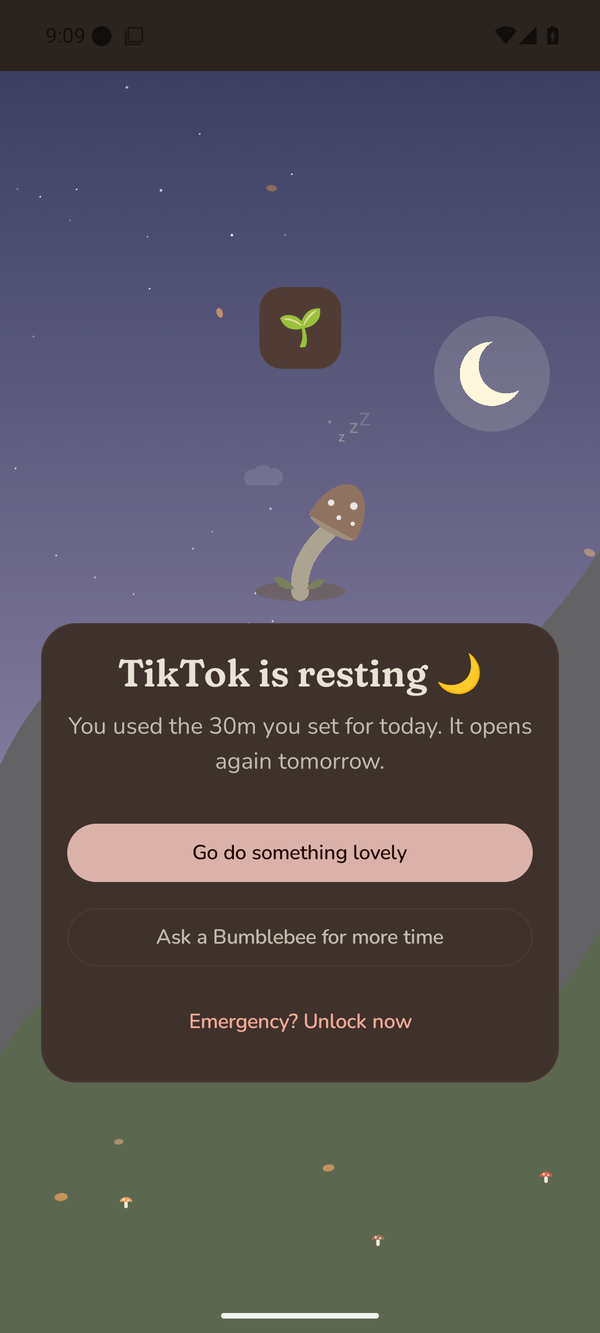 9:09
z z Z
TikTok is resting 🌙
You used the 30m you set for today. It opens
again tomorrow.
Go do something lovely
Ask a Bumblebee for more time
Emergency? Unlock now